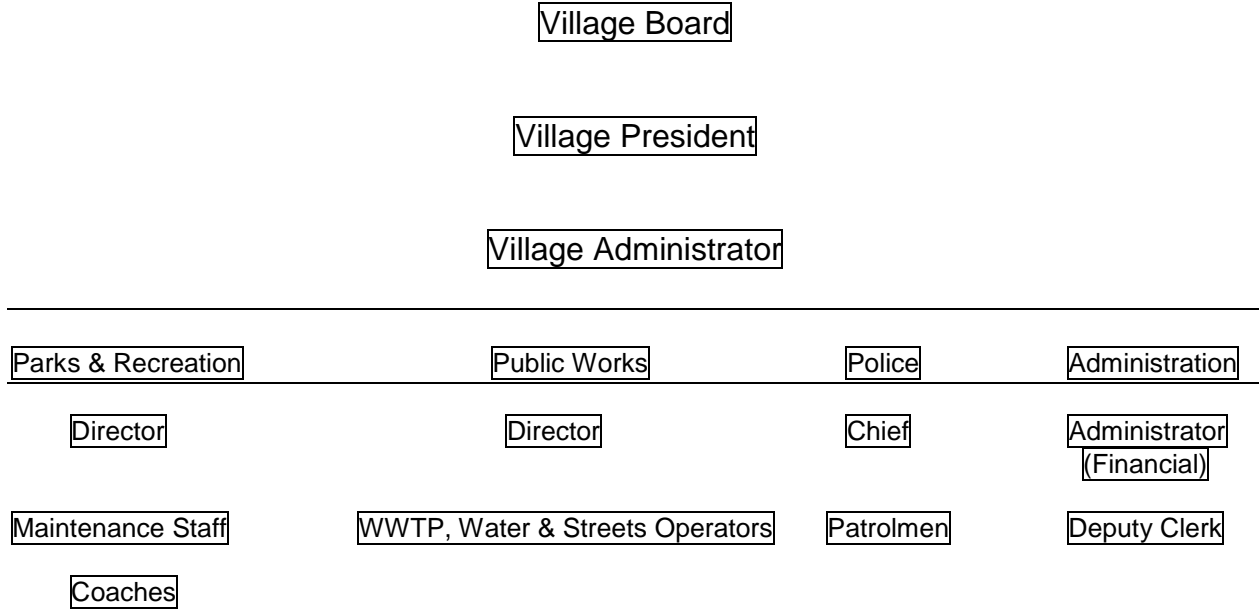 Village Board
Village President
Village Administrator
Parks & Recreation Public Works Police Administration
Director Director Chief Administrator
(Financial)
Maintenance Staff WWTP, Water & Streets Operators Patrolmen Deputy Clerk
Coaches